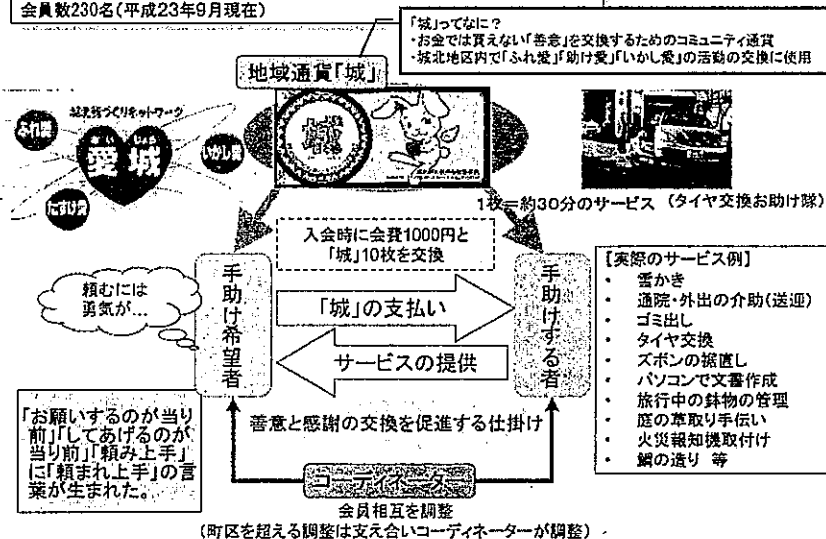 会員数230名(平成23年9月現在)
「城」ってなに?
・お金では買えない「善意」を交換するためのコミュニティ通貨
・城北地区内で「ふれ愛」「助け愛」「いかし愛」の活動の交換に使用
地域通貨「城」
ふれ愛
愛城
いかし愛
たすけ愛
1枚=約30分のサービス (タイヤ交換お助け隊)
入会時に会費1000円と
「城」10枚を交換
頼むには
勇気が…
手助け希望者
「城」の支払い
サービスの提供
手助けする者
【実際のサービス例】
・ 雪かき
・ 通院・外出の介助(送迎)
・ ゴミ出し
・ タイヤ交換
・ ズボンの裾直し
・ パソコンで文書作成
・ 旅行中の鉢物の管理
・ 庭の草取り手伝い
・ 火災報知機取付け
・ 鯛の造り 等
「お願いするのが当り
前」「してあげるのが
当り前」「頼み上手」
に「頼まれ上手」の言
葉が生まれた。
善意と感謝の交換を促進する仕掛け
コーディネーター
会員相互を調整
(町区を超える調整は支え合いコーディネーターが調整)